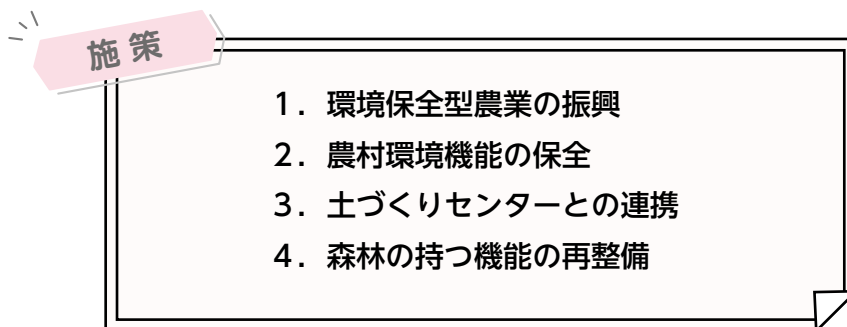 施策
１．環境保全型農業の振興
２．農村環境機能の保全
３．土づくりセンターとの連携
４．森林の持つ機能の再整備